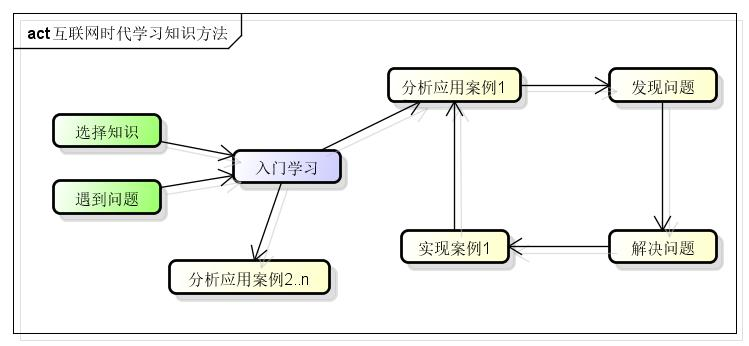 act 互联网时代学习知识方法
分析应用案例1
发现问题
选择知识
入门学习
遇到问题
实现案例1
解决问题
分析应用案例2..n